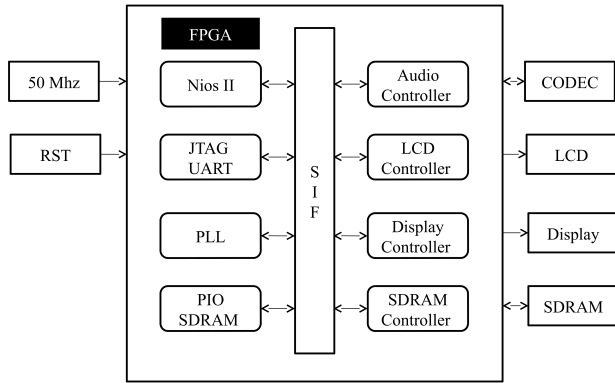 FPGA
50 Mhz
Nios II
Audio
Controller
CODEC
RST
JTAG
UART
S
I
F
LCD
Controller
LCD
PLL
Display
Controller
Display
PIO
SDRAM
SDRAM
Controller
SDRAM